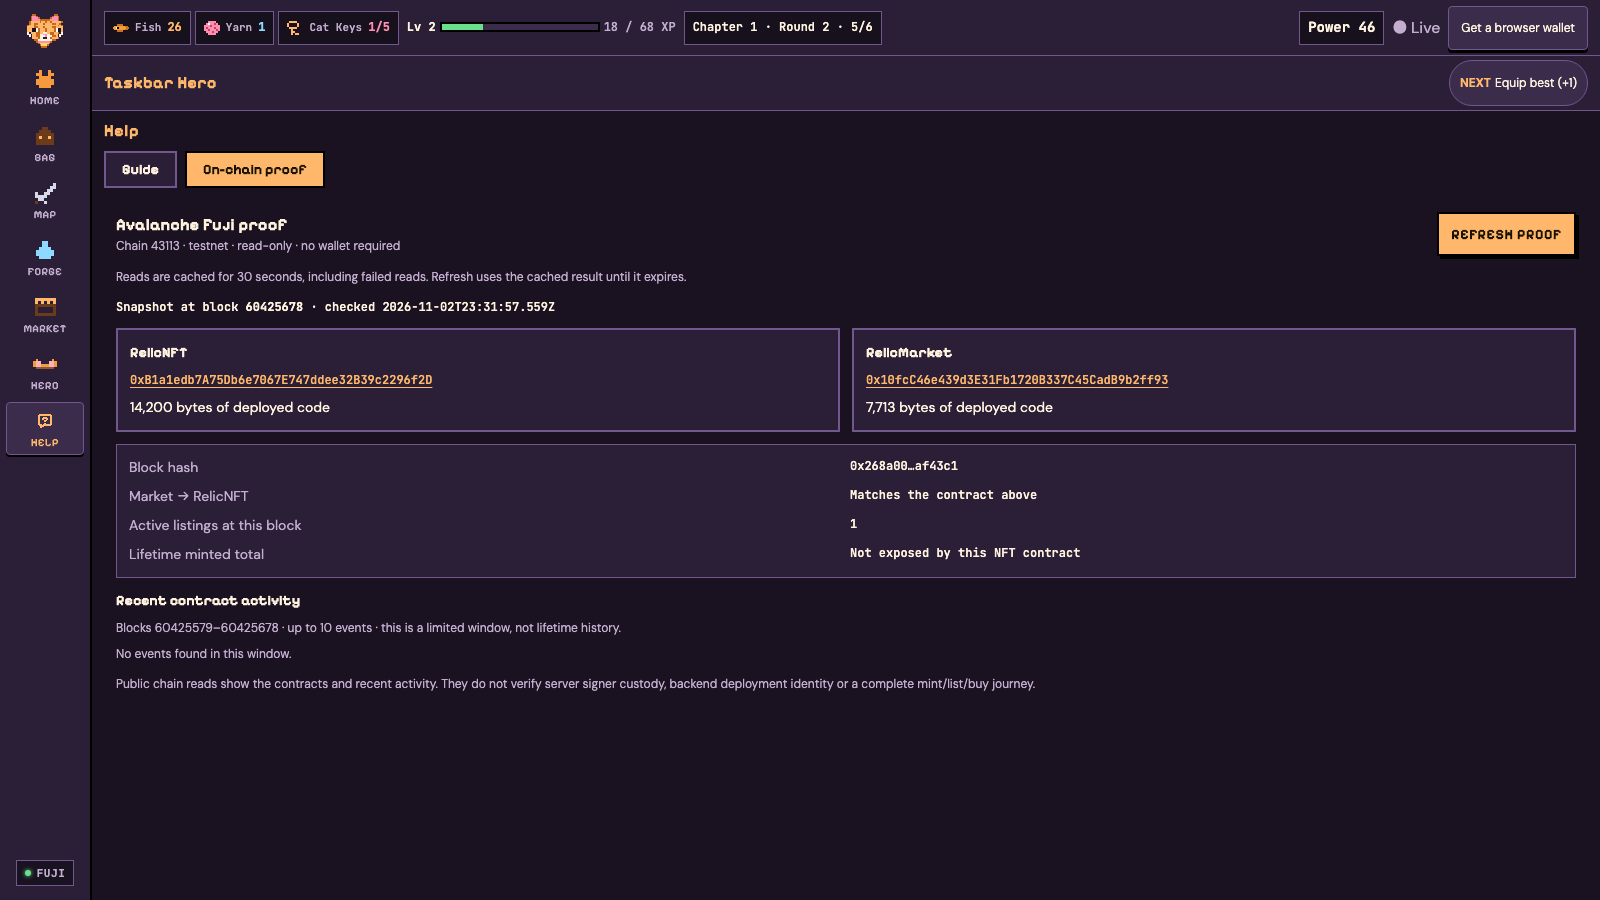 Fish 26
Yarn 1
Cat Keys 1/5
Lv 2
18 / 68 XP
Chapter 1 · Round 2 · 5/6
Power 46
Live
Get a browser wallet
HOME
BAG
MAP
FORGE
MARKET
HERO
HELP
FUJI
Taskbar Hero
NEXT Equip best (+1)
Help
Guide
On-chain proof
Avalanche Fuji proof
Chain 43113 · testnet · read-only · no wallet required
REFRESH PROOF
Reads are cached for 30 seconds, including failed reads. Refresh uses the cached result until it expires.
Snapshot at block 60425678 · checked 2026-11-02T23:31:57.559Z
RelicNFT
0xB1a1edb7A75Db6e7067E747ddee32B39c2296f2D
14,200 bytes of deployed code
RelicMarket
0x10fcC46e439d3E31Fb1720B337C45CadB9b2ff93
7,713 bytes of deployed code
Block hash 0x268a00…af43c1
Market → RelicNFT Matches the contract above
Active listings at this block 1
Lifetime minted total Not exposed by this NFT contract
Recent contract activity
Blocks 60425579–60425678 · up to 10 events · this is a limited window, not lifetime history.
No events found in this window.
Public chain reads show the contracts and recent activity. They do not verify server signer custody, backend deployment identity or a complete mint/list/buy journey.